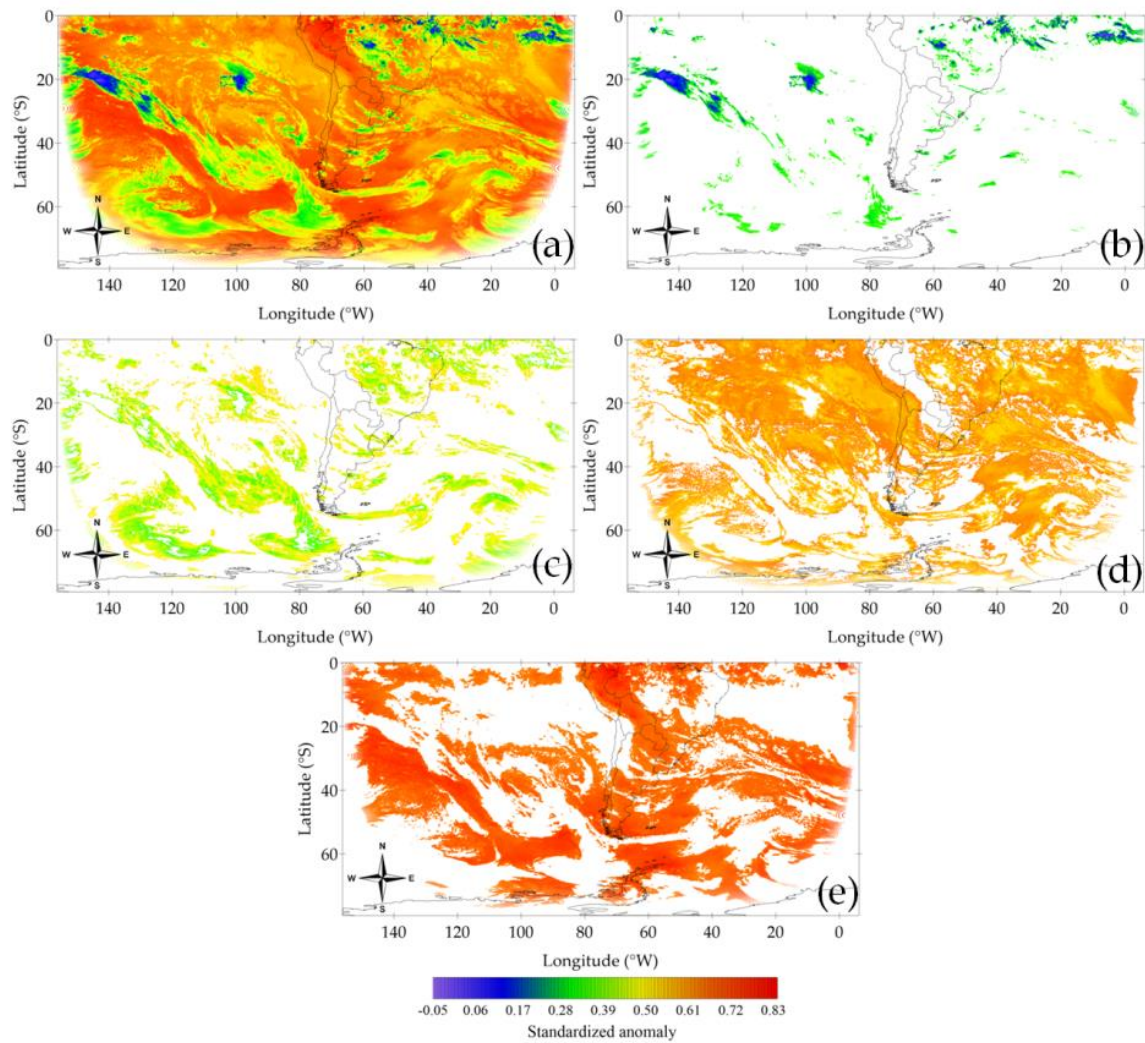 0
20
40
60
Latitude (°S)
N
W E
S
(a)
140 120 100 80 60 40 20 0
Longitude (°W)
0
20
40
60
Latitude (°S)
N
W E
S
(b)
140 120 100 80 60 40 20 0
Longitude (°W)
0
20
40
60
Latitude (°S)
N
W E
S
(c)
140 120 100 80 60 40 20 0
Longitude (°W)
0
20
40
60
Latitude (°S)
N
W E
S
(d)
140 120 100 80 60 40 20 0
Longitude (°W)
0
20
40
60
Latitude (°S)
N
W E
S
(e)
140 120 100 80 60 40 20 0
Longitude (°W)
-0.05 0.06 0.17 0.28 0.39 0.50 0.61 0.72 0.83
Standardized anomaly